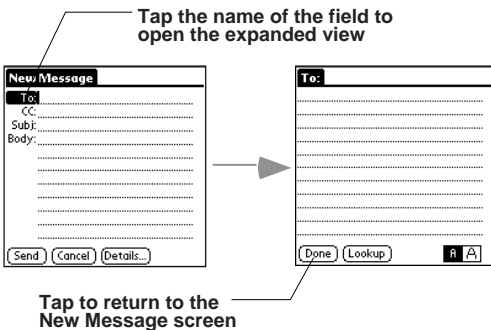 Tap the name of the field to
open the expanded view
New Message
To:
CC:
Subj:
Body:
Send Cancel Details...
To:
Done Lookup A A
Tap to return to the
New Message screen